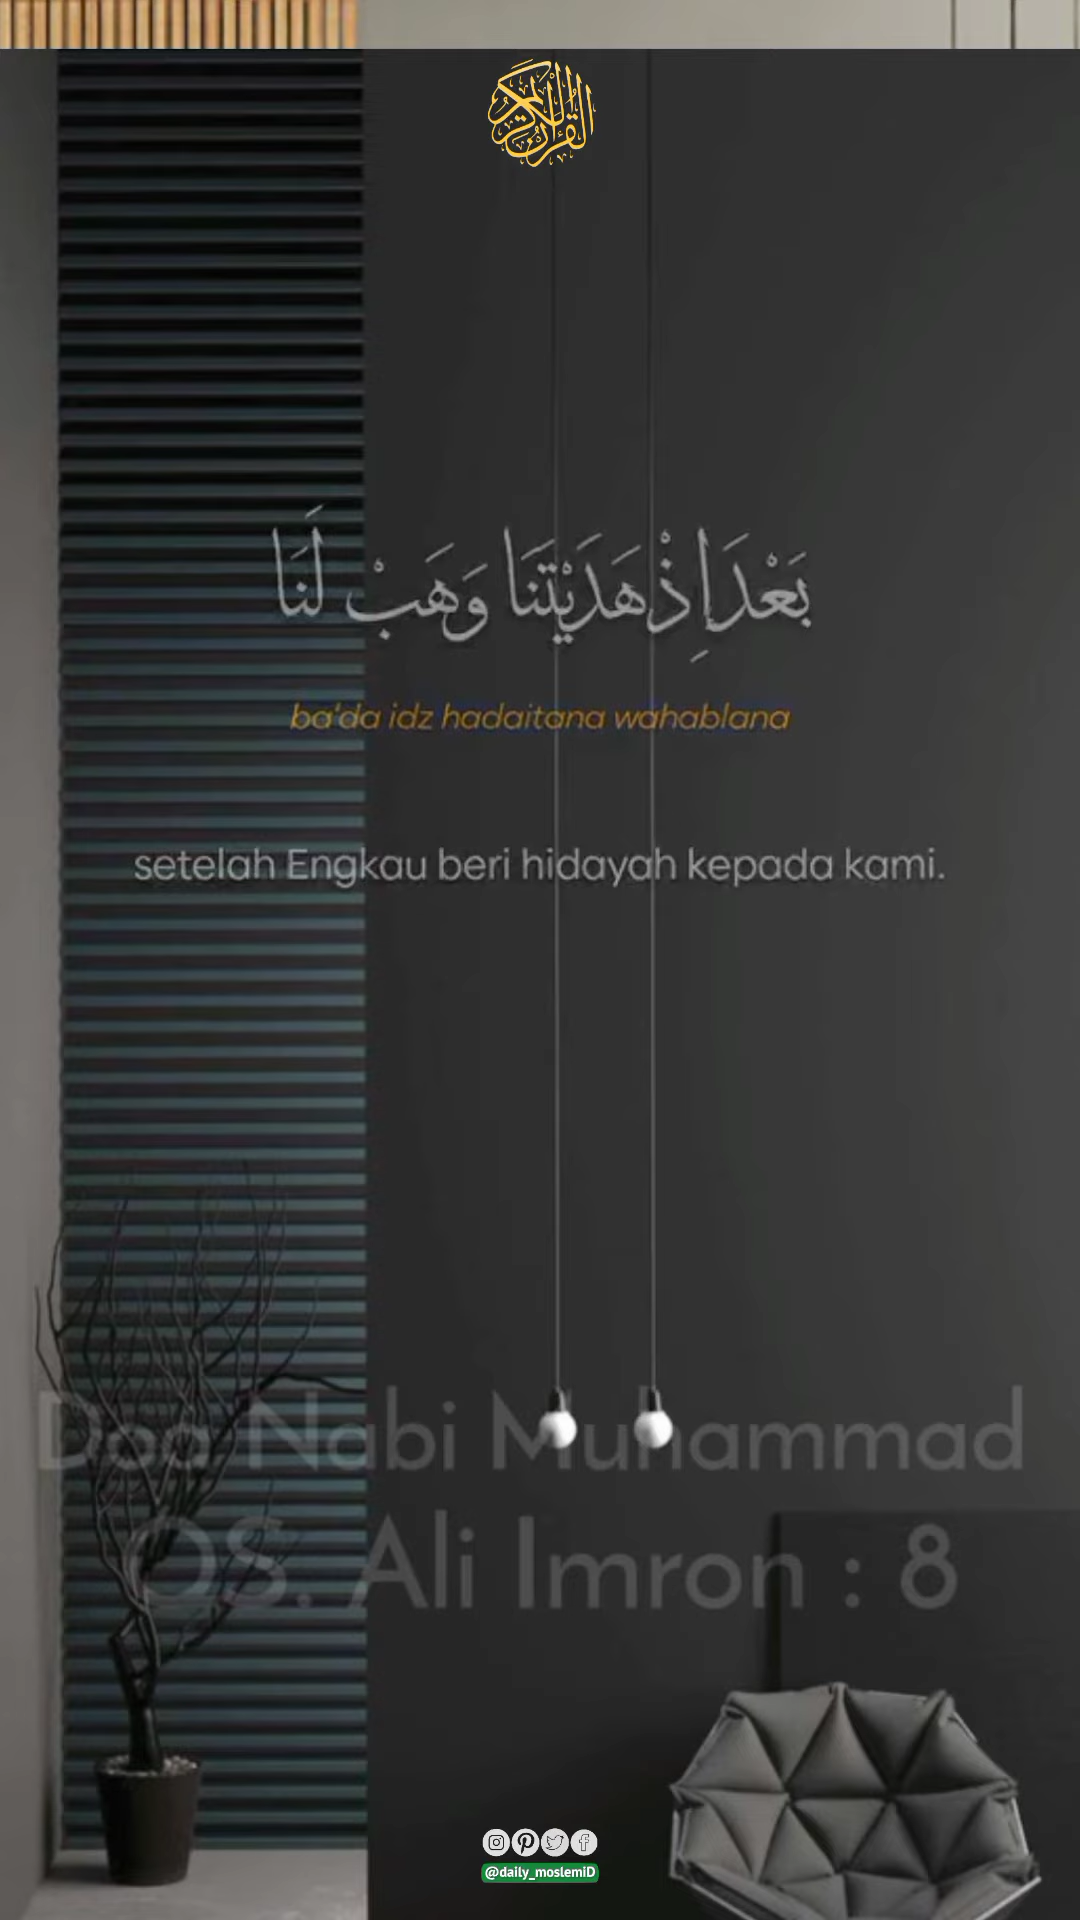 القرآن الكريم
بَعْدَ اِذْ هَدَيْتَنَا وَهَبْ لَنَا
ba'da idz hadaitana wahablana
setelah Engkau beri hidayah kepada kami.
Doa Nabi Muhammad
QS. Ali Imron : 8
@daily_moslemiD